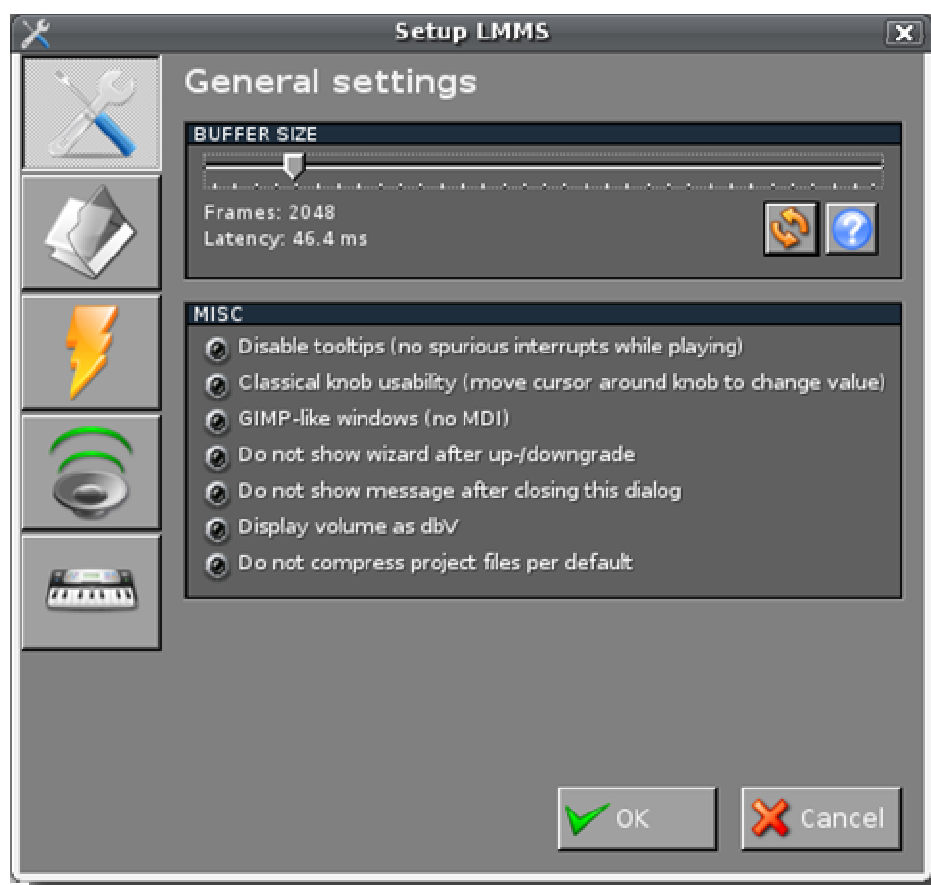 Setup LMMS
General settings
BUFFER SIZE
Frames: 2048
Latency: 46.4 ms
MISC
Disable tooltips (no spurious interrupts while playing)
Classical knob usability (move cursor around knob to change value)
GIMP-like windows (no MDI)
Do not show wizard after up-/downgrade
Do not show message after closing this dialog
Display volume as dbV
Do not compress project files per default
OK
Cancel